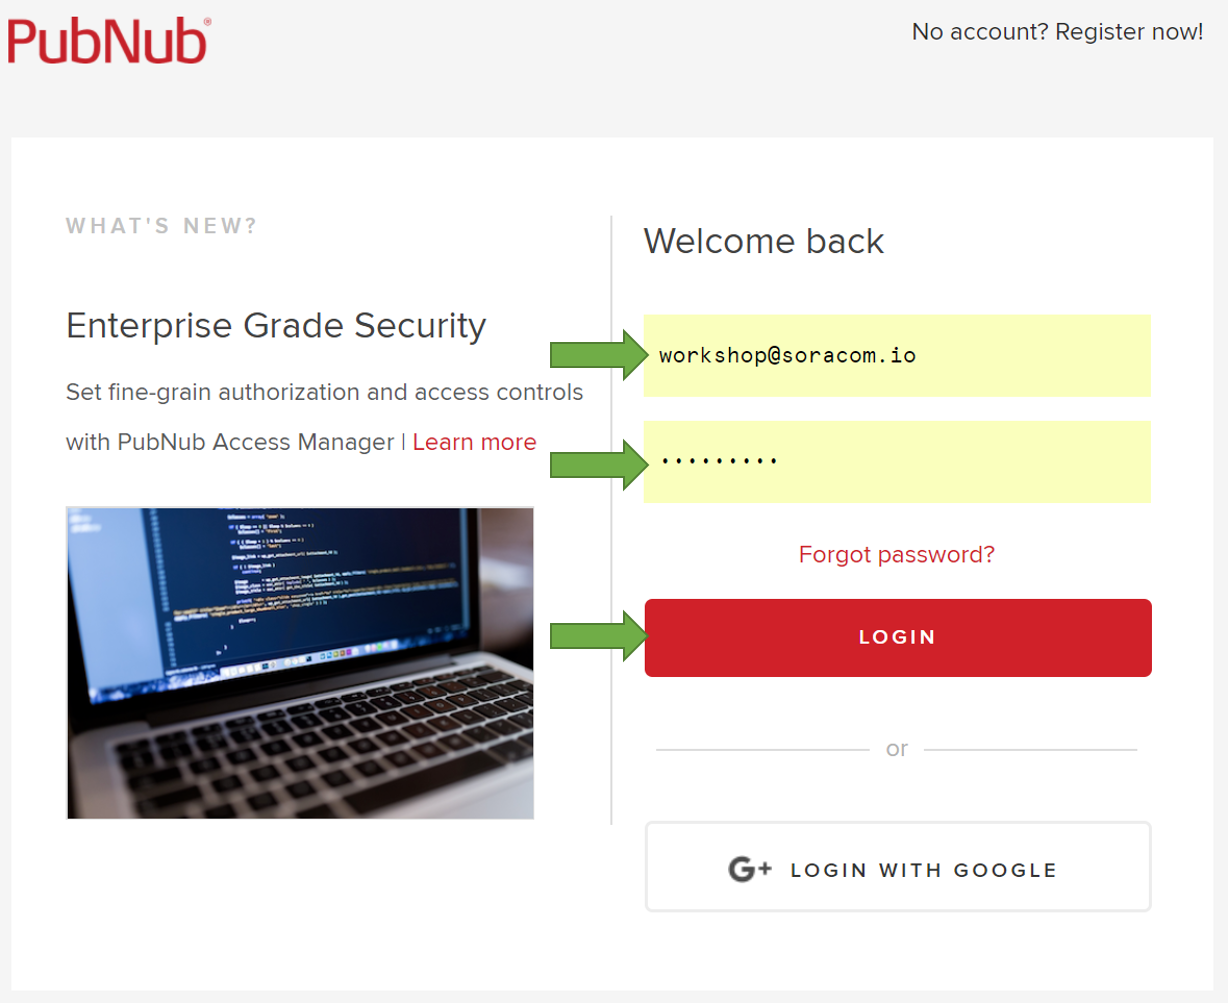 PubNub®
No account? Register now!
WHAT'S NEW?
Enterprise Grade Security
Set fine-grain authorization and access controls
with PubNub Access Manager | Learn more
Welcome back
workshop@soracom.io
•••••••••
Forgot password?
LOGIN
or
G+ LOGIN WITH GOOGLE